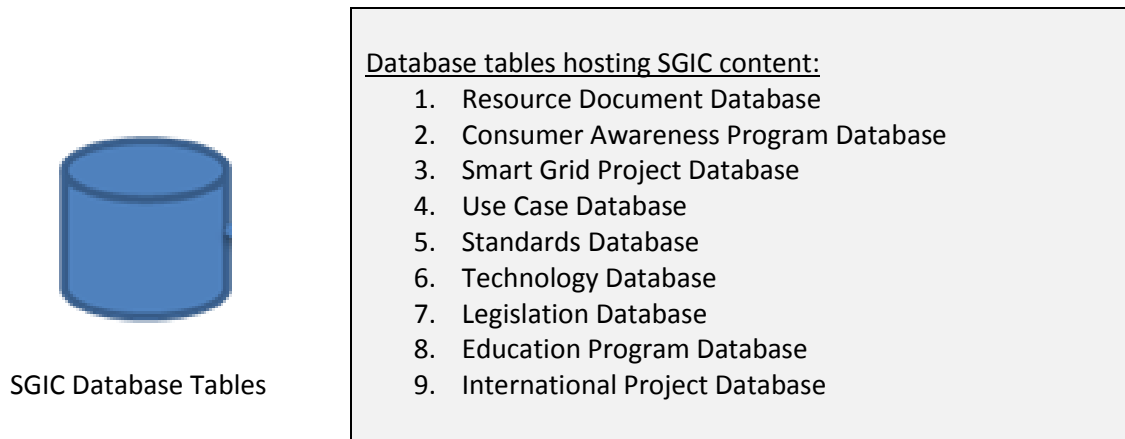 Database tables hosting SGIC content:
1. Resource Document Database
2. Consumer Awareness Program Database
3. Smart Grid Project Database
4. Use Case Database
5. Standards Database
6. Technology Database
7. Legislation Database
8. Education Program Database
9. International Project Database
SGIC Database Tables